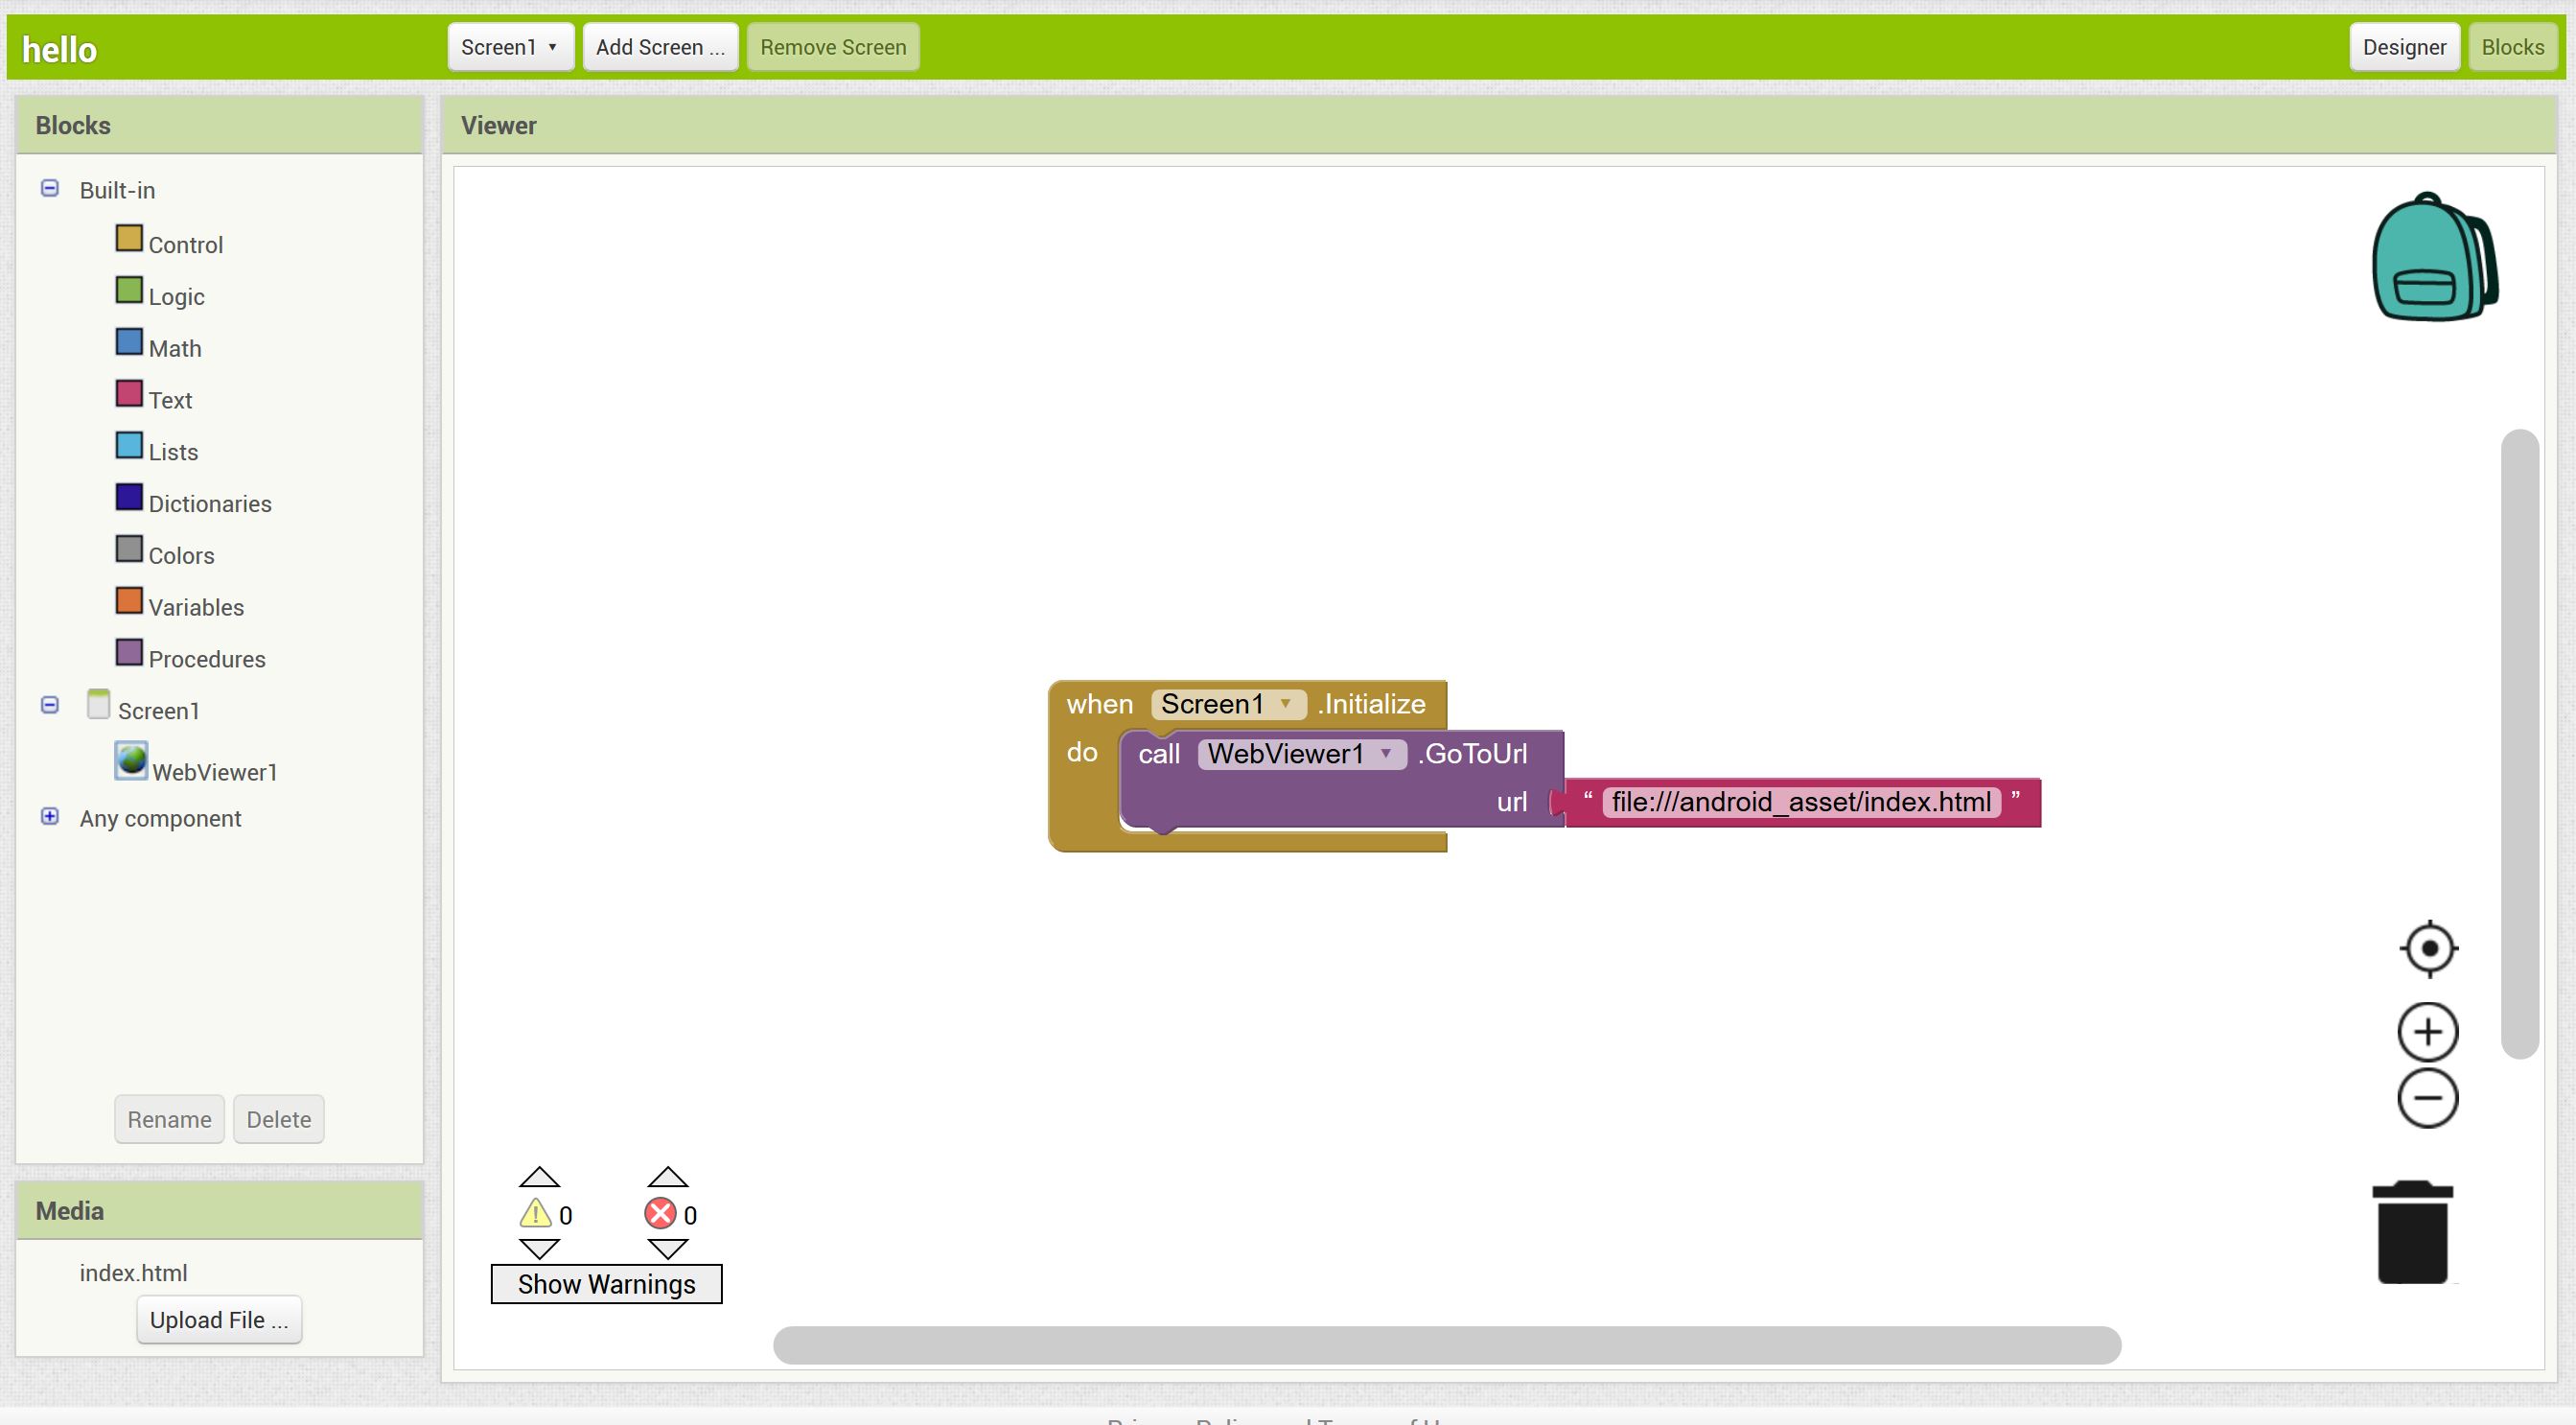 hello
Screen1 ▾ Add Screen ... Remove Screen Designer Blocks
Blocks
Built-in
Control
Logic
Math
Text
Lists
Dictionaries
Colors
Variables
Procedures
Screen1
WebViewer1
Any component
Rename Delete
Media
index.html
Upload File ...
Viewer
when Screen1 .Initialize
do call WebViewer1 .GoToUrl
url “ file:///android_asset/index.html ”
0 0
Show Warnings